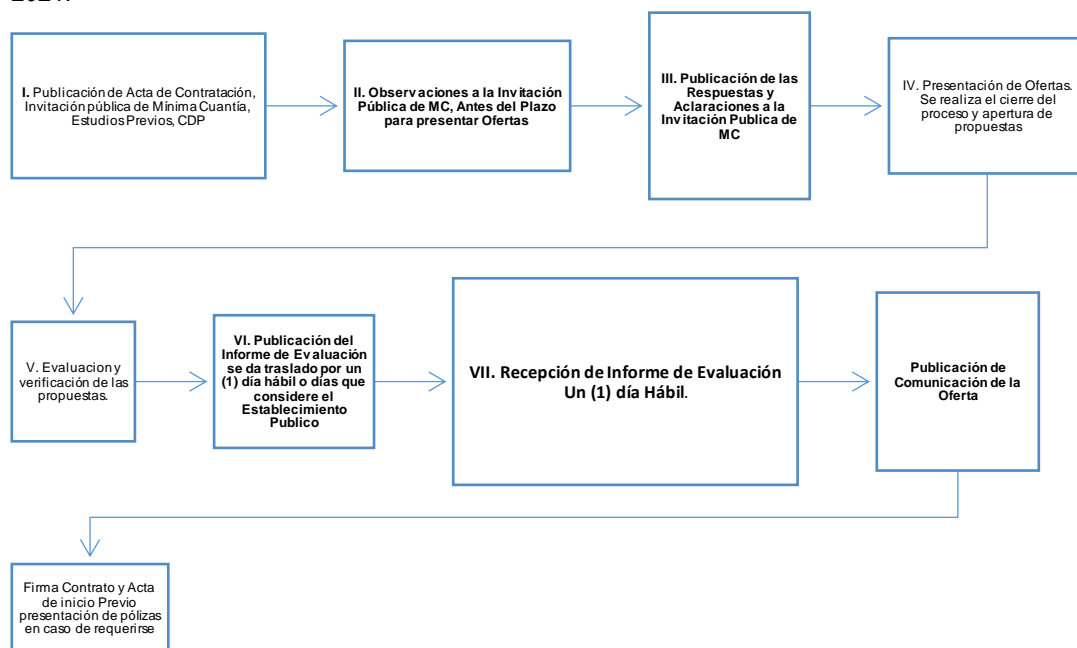 I. Publicación de Acta de Contratación,
Invitación pública de Mínima Cuantía,
Estudios Previos, CDP
II. Observaciones a la Invitación
Pública de MC, Antes del Plazo
para presentar Ofertas
III. Publicación de las
Respuestas y
Aclaraciones a la
Invitación Publica de
MC
IV. Presentación de Ofertas.
Se realiza el cierre del
proceso y apertura de
propuestas
V. Evaluacion y
verificación de las
propuestas.
VI. Publicación del
Informe de Evaluación
se da traslado por un
(1) día hábil o días que
considere el
Establecimiento
Publico
VII. Recepción de Informe de Evaluación
Un (1) día Hábil.
Publicación de
Comunicación de la
Oferta
Firma Contrato y Acta
de inicio Previo
presentación de pólizas
en caso de requerirse